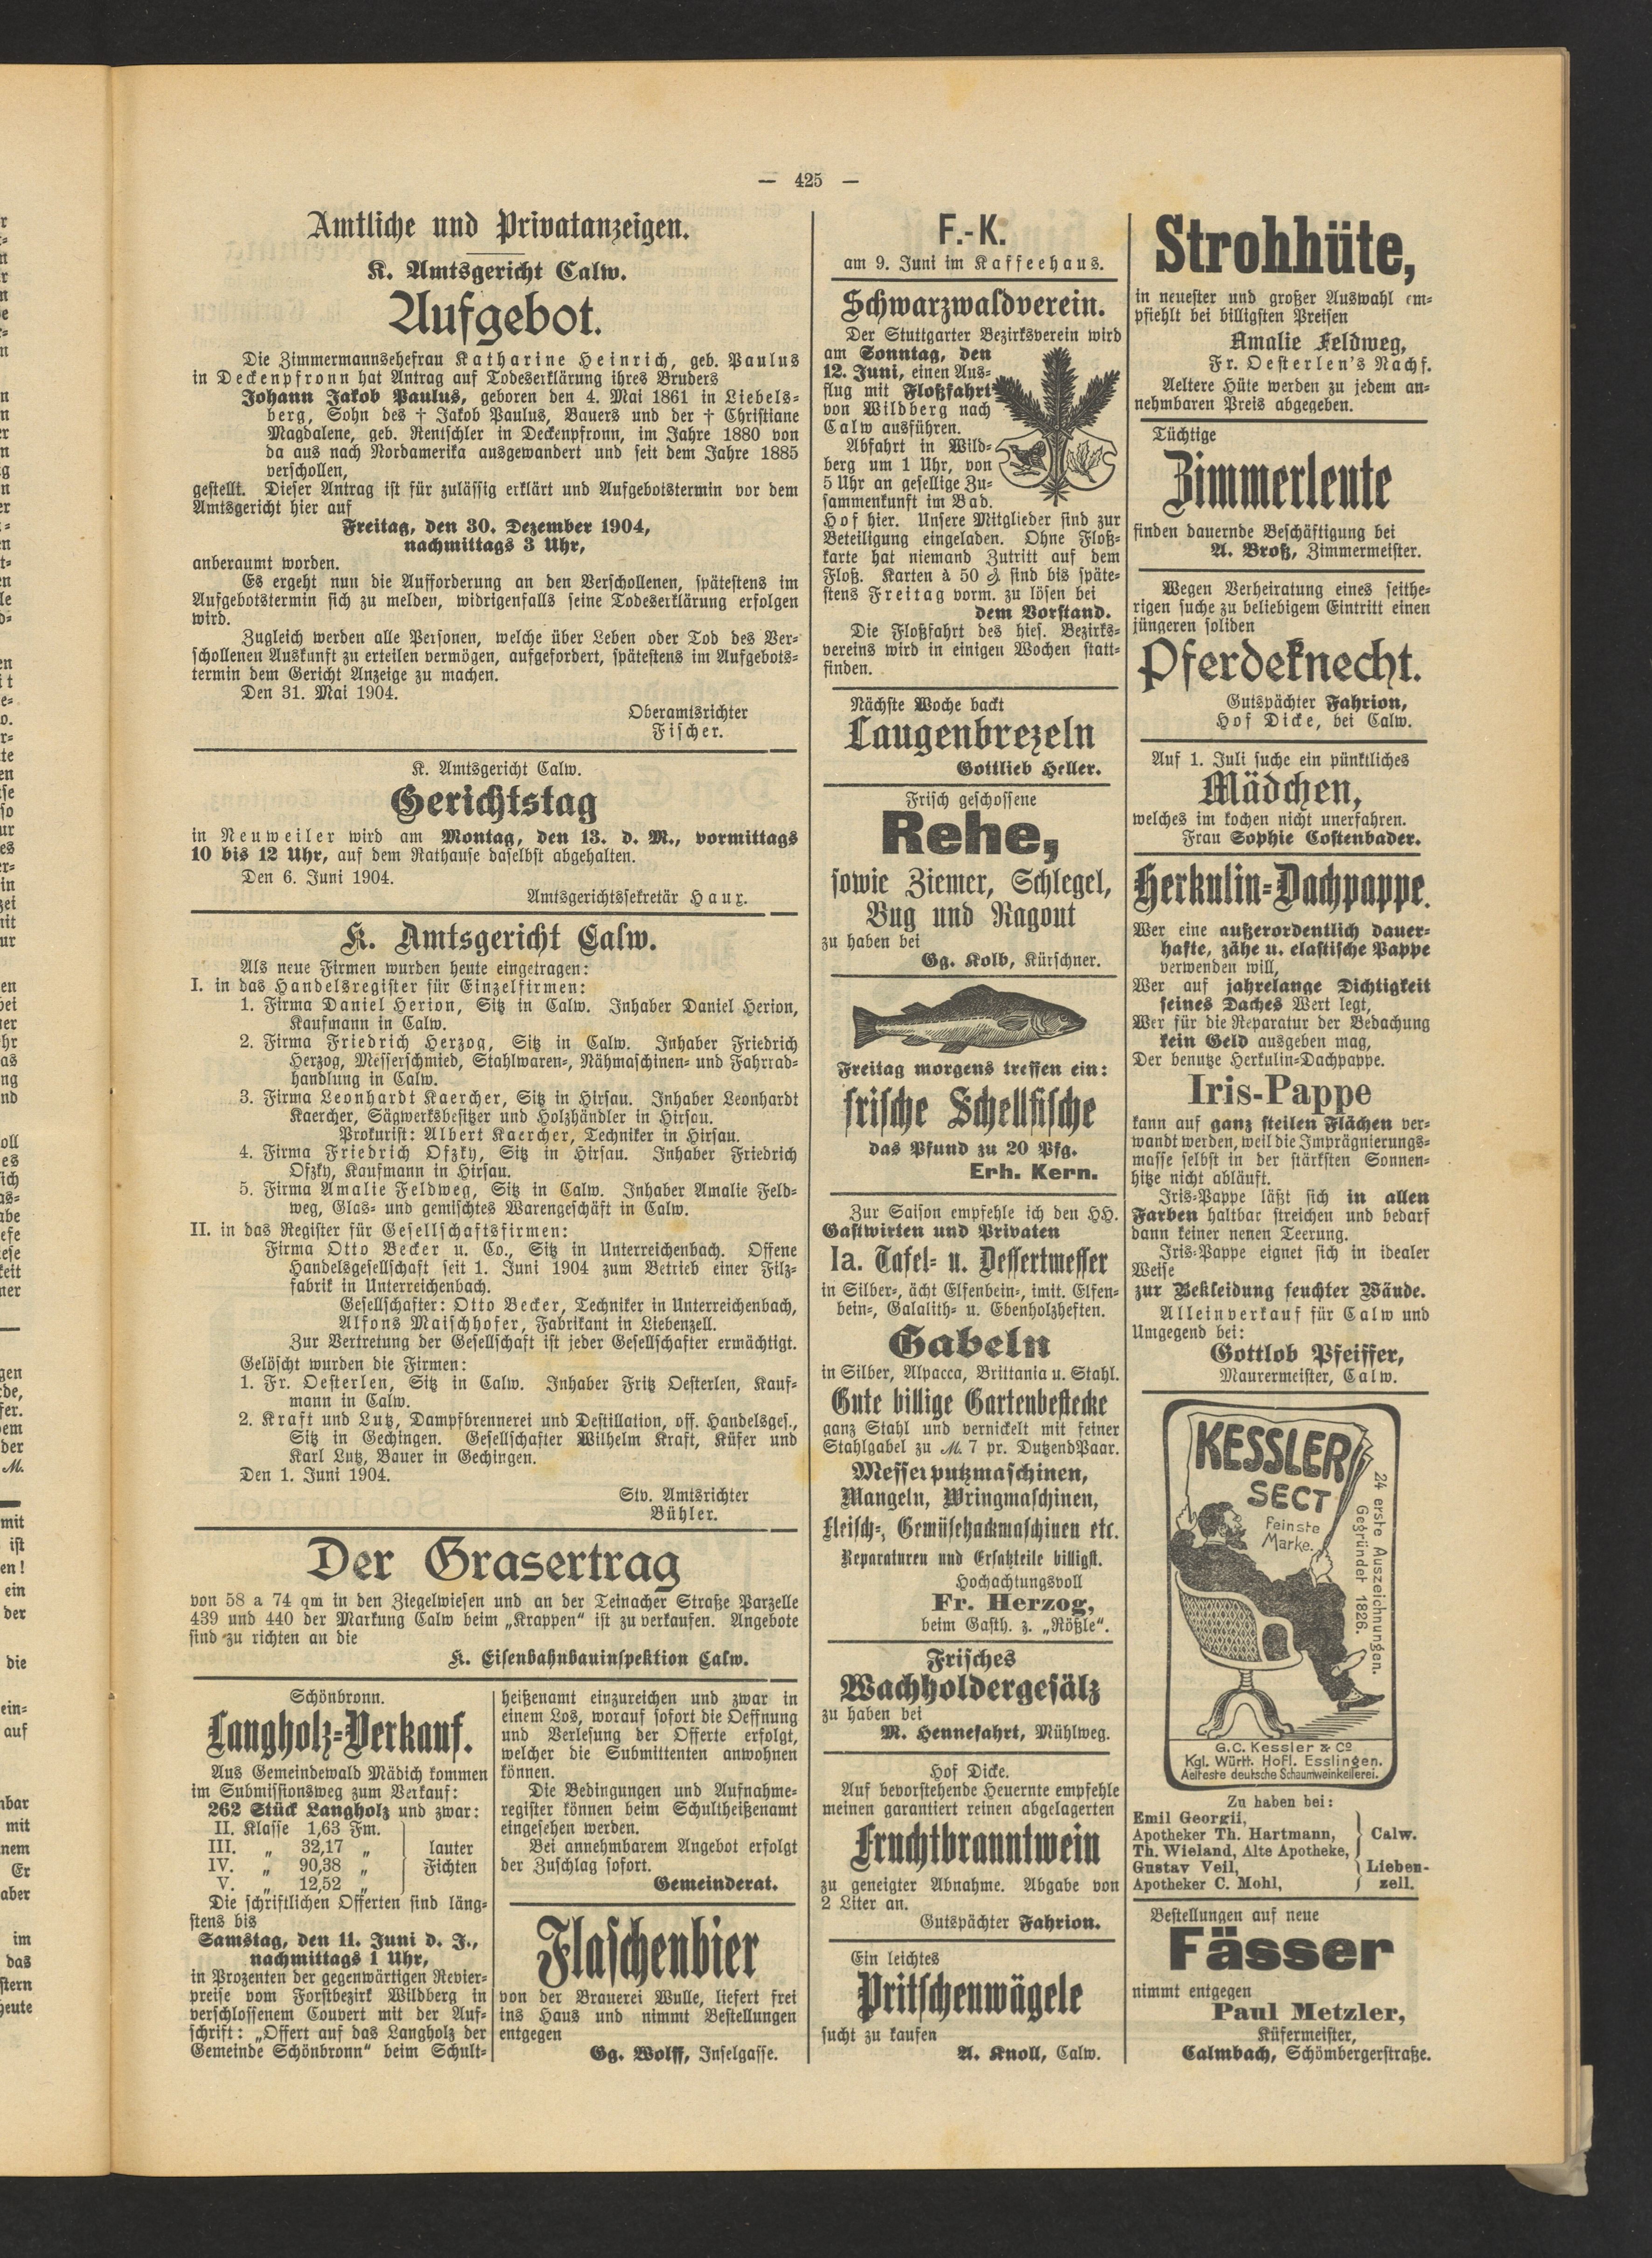 — 425 —
Amtliche und Privatanzeigen.
K. Amtsgericht Calw.
Aufgebot.
Die Zimmermannsehefrau Katharine Heinrich, geb. Paulus
in Deckenpfronn hat Antrag auf Todeserklärung ihres Bruders
Johann Jakob Paulus, geboren den 4. Mai 1861 in Liebels-
berg, Sohn des † Jakob Paulus, Bauers und der † Christiane
Magdalene, geb. Rentschler in Deckenpfronn, im Jahre 1880 von
da aus nach Nordamerika ausgewandert und seit dem Jahre 1885
verschollen,
gestellt. Dieser Antrag ist für zulässig erklärt und Aufgebotstermin vor dem
Amtsgericht hier auf
Freitag, den 30. Dezember 1904,
nachmittags 3 Uhr,
anberaumt worden.
Es ergeht nun die Aufforderung an den Verschollenen, spätestens im
Aufgebotstermin sich zu melden, widrigenfalls seine Todeserklärung erfolgen
wird.
Zugleich werden alle Personen, welche über Leben oder Tod des Ver-
schollenen Auskunft zu erteilen vermögen, aufgefordert, spätestens im Aufgebots-
termin dem Gericht Anzeige zu machen.
Den 31. Mai 1904.
Oberamtsrichter
Fischer.
K. Amtsgericht Calw.
Gerichtstag
in Neuweiler wird am Montag, den 13. d. M., vormittags
10 bis 12 Uhr, auf dem Rathause daselbst abgehalten.
Den 6. Juni 1904.
Amtsgerichtssekretär Haux.
K. Amtsgericht Calw.
Als neue Firmen wurden heute eingetragen:
I. in das Handelsregister für Einzelfirmen:
1. Firma Daniel Herion, Sitz in Calw. Inhaber Daniel Herion,
Kaufmann in Calw.
2. Firma Friedrich Herzog, Sitz in Calw. Inhaber Friedrich
Herzog, Messerschmied, Stahlwaren-, Nähmaschinen- und Fahrrad-
handlung in Calw.
3. Firma Leonhardt Kaercher, Sitz in Hirsau. Inhaber Leonhardt
Kaercher, Sägwerksbesitzer und Holzhändler in Hirsau.
Prokurist: Albert Kaercher, Techniker in Hirsau.
4. Firma Friedrich Ofzky, Sitz in Hirsau. Inhaber Friedrich
Ofzky, Kaufmann in Hirsau.
5. Firma Amalie Feldweg, Sitz in Calw. Inhaber Amalie Feld-
weg, Glas- und gemischtes Warengeschäft in Calw.
II. in das Register für Gesellschaftsfirmen:
Firma Otto Becker u. Co., Sitz in Unterreichenbach. Offene
Handelsgesellschaft seit 1. Juni 1904 zum Betrieb einer Filz-
fabrik in Unterreichenbach.
Gesellschafter: Otto Becker, Techniker in Unterreichenbach,
Alfons Maischhofer, Fabrikant in Liebenzell.
Zur Vertretung der Gesellschaft ist jeder Gesellschafter ermächtigt.
Gelöscht wurden die Firmen:
1. Fr. Oesterlen, Sitz in Calw. Inhaber Fritz Oesterlen, Kauf-
mann in Calw.
2. Kraft und Lutz, Dampfbrennerei und Destillation, off. Handelsges.,
Sitz in Gechingen. Gesellschafter Wilhelm Kraft, Küfer und
Karl Lutz, Bauer in Gechingen.
Den 1. Juni 1904.
Stv. Amtsrichter
Bühler.
Der Grasertrag
von 58 a 74 qm in den Ziegelwiesen und an der Teinacher Straße Parzelle
439 und 440 der Markung Calw beim „Krappen“ ist zu verkaufen. Angebote
sind zu richten an die
K. Eisenbahnbauinspektion Calw.
Schönbronn.
Langholz-Verkauf.
Aus Gemeindewald Mädich kommen
im Submissionsweg zum Verkauf:
262 Stück Langholz und zwar:
II. Klasse 1,63 Fm.
III. „ 32,17 „ lauter
IV. „ 90,38 „ Fichten
V. „ 12,52 „
Die schriftlichen Offerten sind läng-
stens bis
Samstag, den 11. Juni d. J.,
nachmittags 1 Uhr,
in Prozenten der gegenwärtigen Revier-
preise vom Forstbezirk Wildberg in
verschlossenem Couvert mit der Auf-
schrift: „Offert auf das Langholz der
Gemeinde Schönbronn“ beim Schult-
heißenamt einzureichen und zwar in
einem Los, worauf sofort die Oeffnung
und Verlesung der Offerte erfolgt,
welcher die Submittenten anwohnen
können.
Die Bedingungen und Aufnahme-
register können beim Schultheißenamt
eingesehen werden.
Bei annehmbarem Angebot erfolgt
der Zuschlag sofort.
Gemeinderat.
Flaschenbier
von der Brauerei Wulle, liefert frei
ins Haus und nimmt Bestellungen
entgegen
Gg. Wolff, Inselgasse.
F.-K.
am 9. Juni im Kaffeehaus.
Schwarzwaldverein.
Der Stuttgarter Bezirksverein wird
am Sonntag, den
12. Juni, einen Aus-
flug mit Floßfahrt
von Wildberg nach
Calw ausführen.
Abfahrt in Wild-
berg um 1 Uhr, von
5 Uhr an gesellige Zu-
sammenkunft im Bad.
Hof hier. Unsere Mitglieder sind zur
Beteiligung eingeladen. Ohne Floß-
karte hat niemand Zutritt auf dem
Floß. Karten à 50 ₰ sind bis späte-
stens Freitag vorm. zu lösen bei
dem Vorstand.
Die Floßfahrt des hies. Bezirks-
vereins wird in einigen Wochen statt-
finden.
Nächste Woche backt
Laugenbrezeln
Gottlieb Heller.
Frisch geschossene
Rehe,
sowie Ziemer, Schlegel,
Bug und Ragout
zu haben bei
Gg. Kolb, Kürschner.
Freitag morgens treffen ein:
frische Schellfische
das Pfund zu 20 Pfg.
Erh. Kern.
Zur Saison empfehle ich den HH.
Gastwirten und Privaten
Ia. Tafel- u. Dessertmesser
in Silber-, ächt Elfenbein-, imit. Elfen-
bein-, Galalith- u. Ebenholzheften.
Gabeln
in Silber, Alpacca, Brittania u. Stahl.
Gute billige Gartenbestecke
ganz Stahl und vernickelt mit feiner
Stahlgabel zu M. 7 pr. Dutzend Paar.
Messerputzmaschinen,
Mangeln, Wringmaschinen,
Fleisch-, Gemüsehackmaschinen etc.
Reparaturen und Ersatzteile billigst.
Hochachtungsvoll
Fr. Herzog,
beim Gasth. z. „Rößle“.
Frisches
Wachholdergesälz
zu haben bei
M. Hennefahrt, Mühlweg.
Hof Dicke.
Auf bevorstehende Heuernte empfehle
meinen garantiert reinen abgelagerten
Fruchtbranntwein
zu geneigter Abnahme. Abgabe von
2 Liter an.
Gutspächter Fahrion.
Ein leichtes
Pritschenwägele
sucht zu kaufen
A. Knoll, Calw.
Strohhüte,
in neuester und großer Auswahl em-
pfiehlt bei billigsten Preisen
Amalie Feldweg,
Fr. Oesterlen's Nachf.
Aeltere Hüte werden zu jedem an-
nehmbaren Preis abgegeben.
Tüchtige
Zimmerleute
finden dauernde Beschäftigung bei
A. Broß, Zimmermeister.
Wegen Verheiratung eines seithe-
rigen suche zu beliebigem Eintritt einen
jüngeren soliden
Pferdeknecht.
Gutspächter Fahrion,
Hof Dicke, bei Calw.
Auf 1. Juli suche ein pünktliches
Mädchen,
welches im kochen nicht unerfahren.
Frau Sophie Costenbader.
Herkulin-Dachpappe.
Wer eine außerordentlich dauer-
hafte, zähe u. elastische Pappe
verwenden will,
Wer auf jahrelange Dichtigkeit
seines Daches Wert legt,
Wer für die Reparatur der Bedachung
kein Geld ausgeben mag,
Der benutze Herkulin-Dachpappe.
Iris-Pappe
kann auf ganz steilen Flächen ver-
wandt werden, weil die Imprägnierungs-
masse selbst in der stärksten Sonnen-
hitze nicht abläuft.
Iris-Pappe läßt sich in allen
Farben haltbar streichen und bedarf
dann keiner neuen Teerung.
Iris-Pappe eignet sich in idealer
Weise
zur Bekleidung feuchter Wände.
Alleinverkauf für Calw und
Umgegend bei:
Gottlob Pfeiffer,
Maurermeister, Calw.
KESSLER
SECT
feinste
Marke.
24 erste Auszeichnungen.
Gegründet 1826.
G. C. Kessler & Co
Kgl. Württ. Hofl. Esslingen.
Aelteste deutsche Schaumweinkellerei.
Zu haben bei:
Emil Georgii,
Apotheker Th. Hartmann, Calw.
Th. Wieland, Alte Apotheke,
Gustav Veil, Lieben-
Apotheker C. Mohl, zell.
Bestellungen auf neue
Fässer
nimmt entgegen
Paul Metzler,
Küfermeister,
Calmbach, Schömbergerstraße.